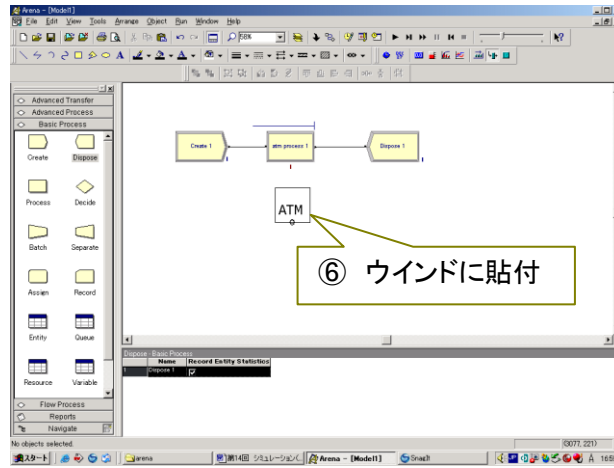 Arena - [Model1]
File Edit View Tools Arrange Object Run Window Help
58%
Advanced Transfer
Advanced Process
Basic Process
Create Dispose
Process Decide
Batch Separate
Assign Record
Entity Queue
Resource Variable
Flow Process
Reports
Navigate
Create 1
atm process 1
Dispose 1
ATM
⑥ ウインドに貼付
Dispose - Basic Process
Name Record Entity Statistics
1 Dispose 1
No objects selected.
(3077, 221)
スタート
arena
Arena - [Model1]
SnagIt